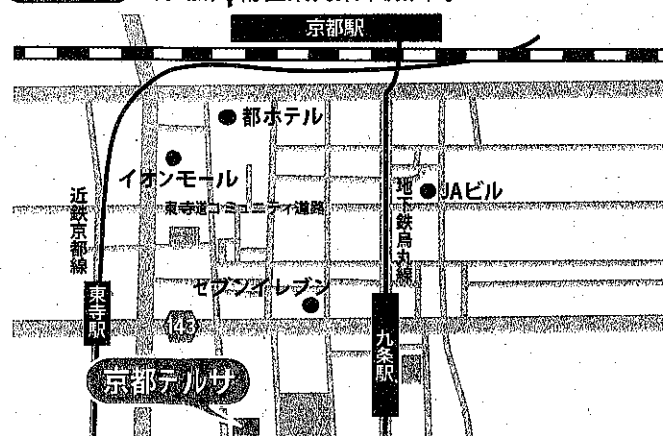 京都駅
都ホテル
イオンモール
JAビル
近鉄京都線
東寺道コミュニティ道路
地下鉄烏丸線
セブンイレブン
東寺駅
143
九条駅
京都テルサ